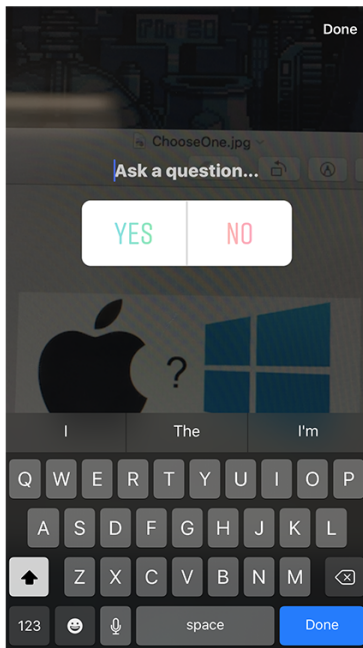 Done
ChooseOne.jpg
Ask a question...
YES NO
?
I The I'm
Q W E R T Y U I O P
A S D F G H J K L
Z X C V B N M
123 space Done